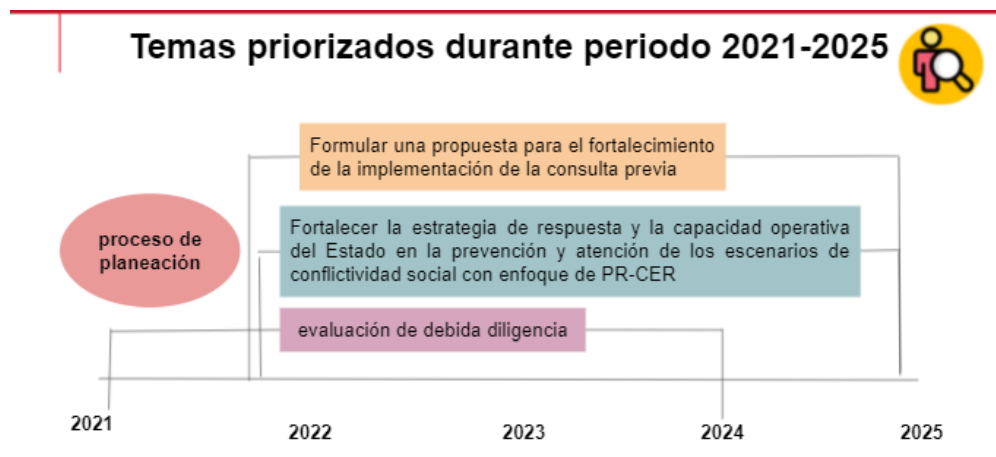 Temas priorizados durante periodo 2021-2025
Formular una propuesta para el fortalecimiento
de la implementación de la consulta previa
proceso de
planeación
Fortalecer la estrategia de respuesta y la capacidad operativa
del Estado en la prevención y atención de los escenarios de
conflictividad social con enfoque de PR-CER
evaluación de debida diligencia
2021
2022
2023
2024
2025